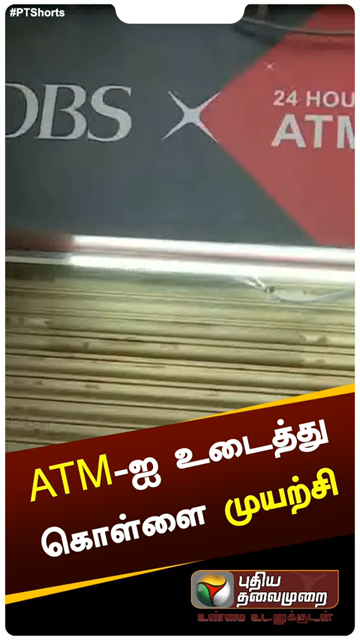 #PTShorts
DBS
24 HOU
ATM
ATM-ஐ உடைத்து
கொள்ளை முயற்சி
புதிய
தலைமுறை
உண்மை உடனுக்குடன்